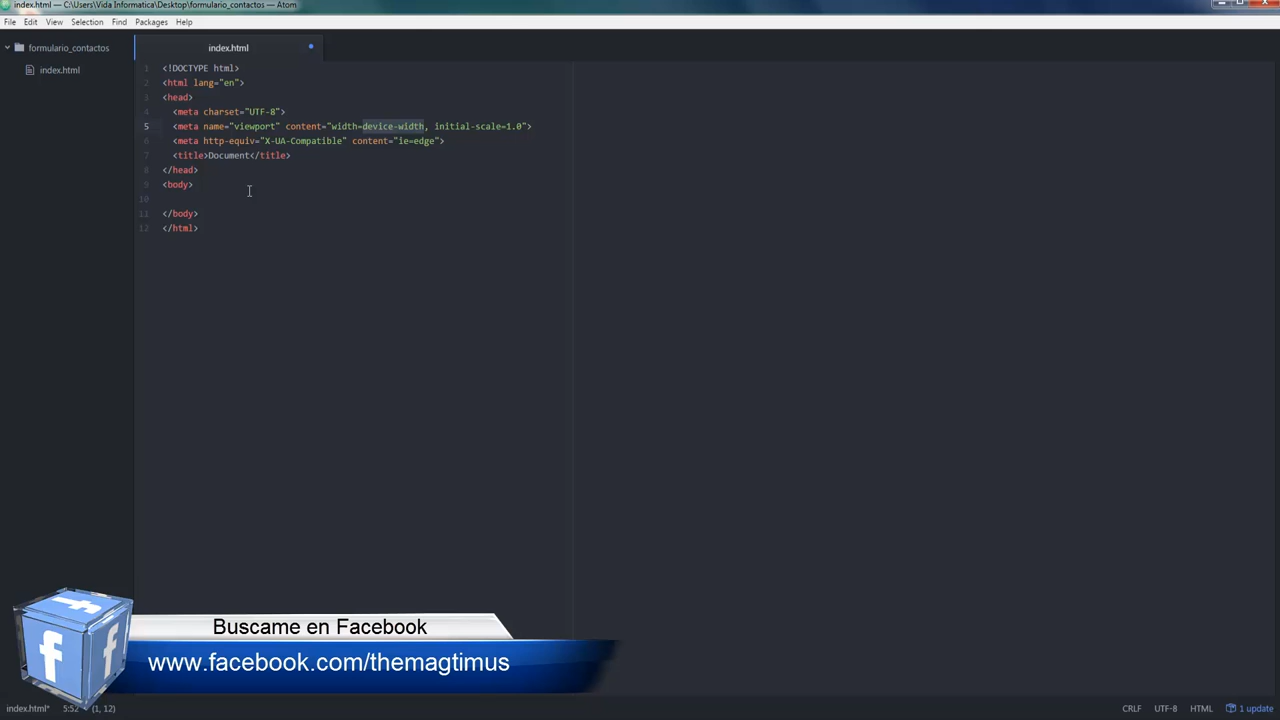 index.html — C:\Users\Vida Informatica\Desktop\formulario_contactos — Atom
File Edit View Selection Find Packages Help
formulario_contactos
index.html
index.html
1 <!DOCTYPE html>
2 <html lang="en">
3 <head>
4 <meta charset="UTF-8">
5 <meta name="viewport" content="width=device-width, initial-scale=1.0">
6 <meta http-equiv="X-UA-Compatible" content="ie=edge">
7 <title>Document</title>
8 </head>
9 <body>
10
11 </body>
12 </html>
Buscame en Facebook
www.facebook.com/themagtimus
index.html* 5:52 (1, 12) CRLF UTF-8 HTML 1 update